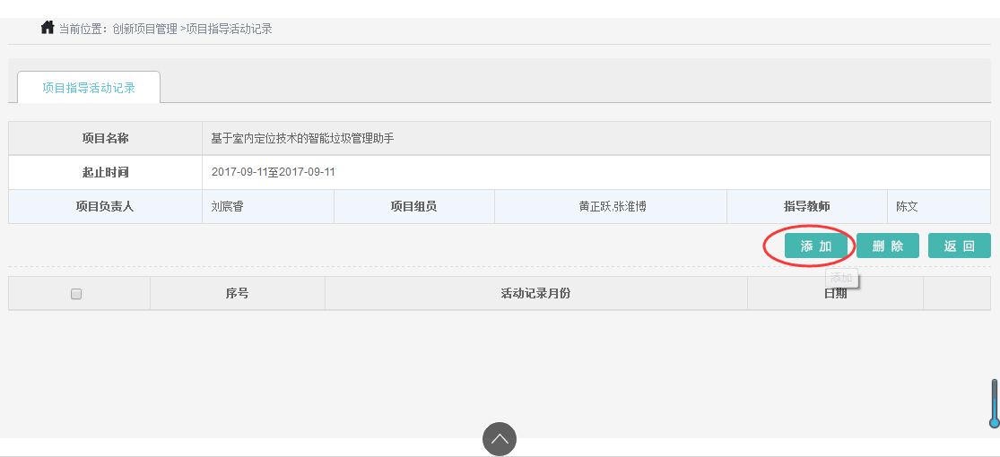 当前位置：创新项目管理 >项目指导活动记录
项目指导活动记录
项目名称 基于室内定位技术的智能垃圾管理助手
起止时间 2017-09-11至2017-09-11
项目负责人 刘宸睿 项目组员 黄正跃,张淮博 指导教师 陈文
添 加 删 除 返 回
添加
序号 活动记录月份 日期